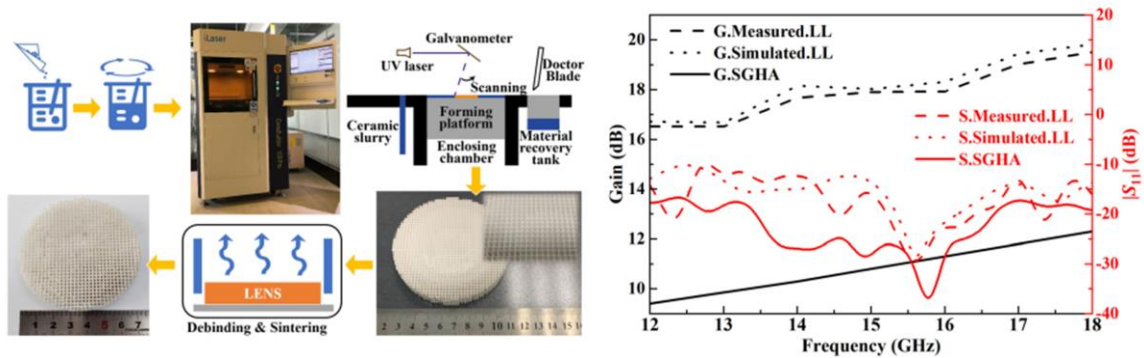 iLaser
Galvanometer
UV laser
Scanning
Doctor
Blade
Ceramic
slurry
Forming
platform
Enclosing
chamber
Material
recovery
tank
LENS
Debinding & Sintering
1 2 3 4 5 6 7
2 3 4 5 6 7 8 9 10 11 12 13 14 15 16
G.Measured.LL
G.Simulated.LL
G.SGHA
S.Measured.LL
S.Simulated.LL
S.SGHA
Gain (dB)
20
18
16
14
12
10
|S11| (dB)
20
10
0
-10
-20
-30
-40
12 13 14 15 16 17 18
Frequency (GHz)